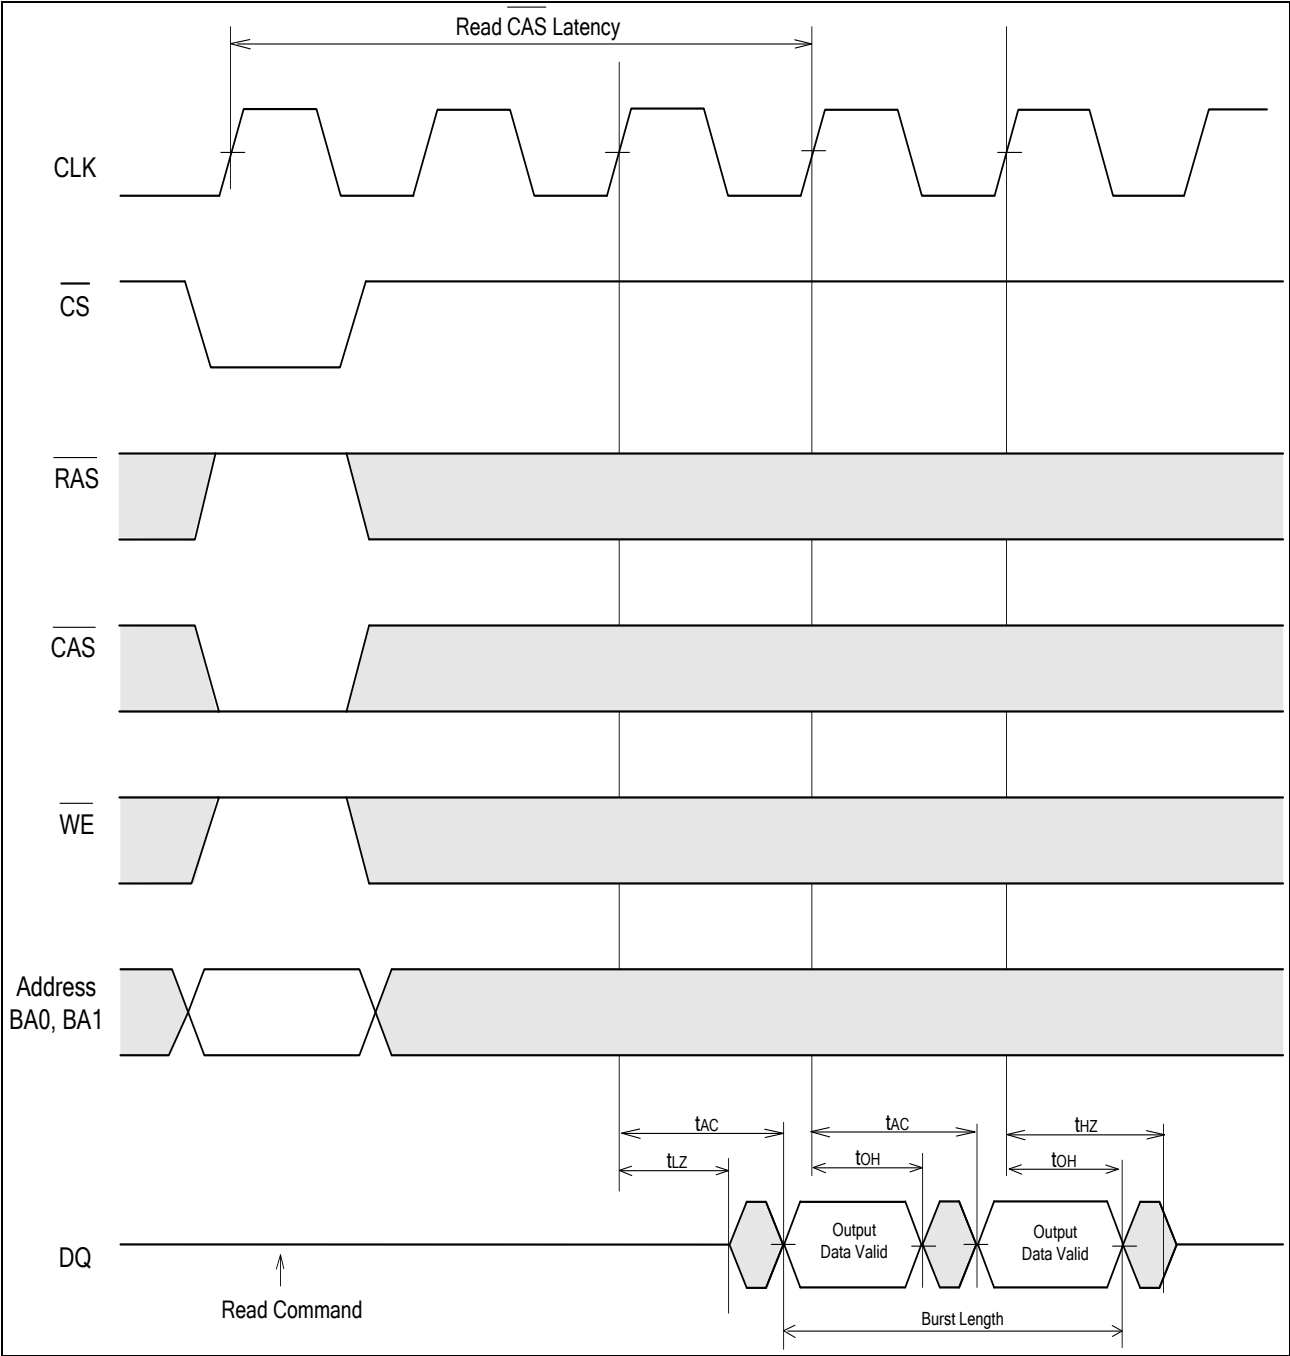 Read CAS Latency
CLK
CS
RAS
CAS
WE
Address
BA0, BA1
tAC
tAC
tHZ
tLZ
tOH
tOH
Output
Data Valid
Output
Data Valid
DQ
Read Command
Burst Length